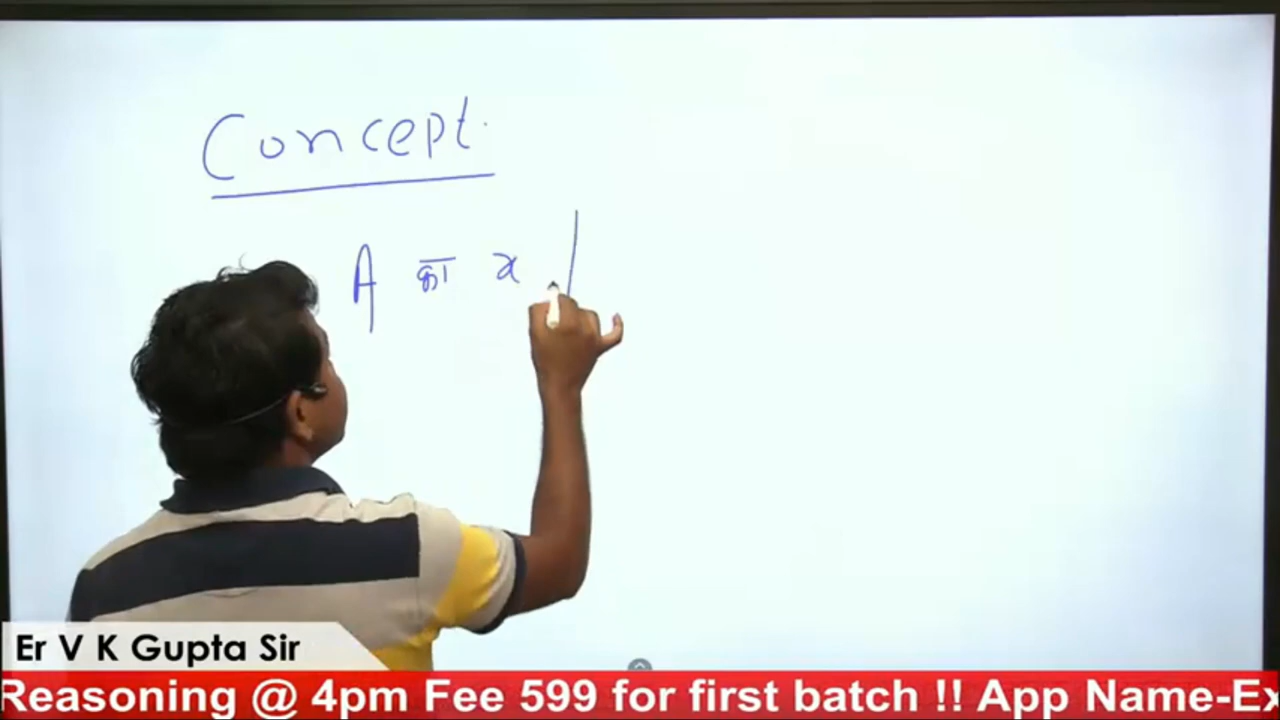 Concept.
A का x /
Er V K Gupta Sir
Reasoning @ 4pm Fee 599 for first batch !! App Name-Ex